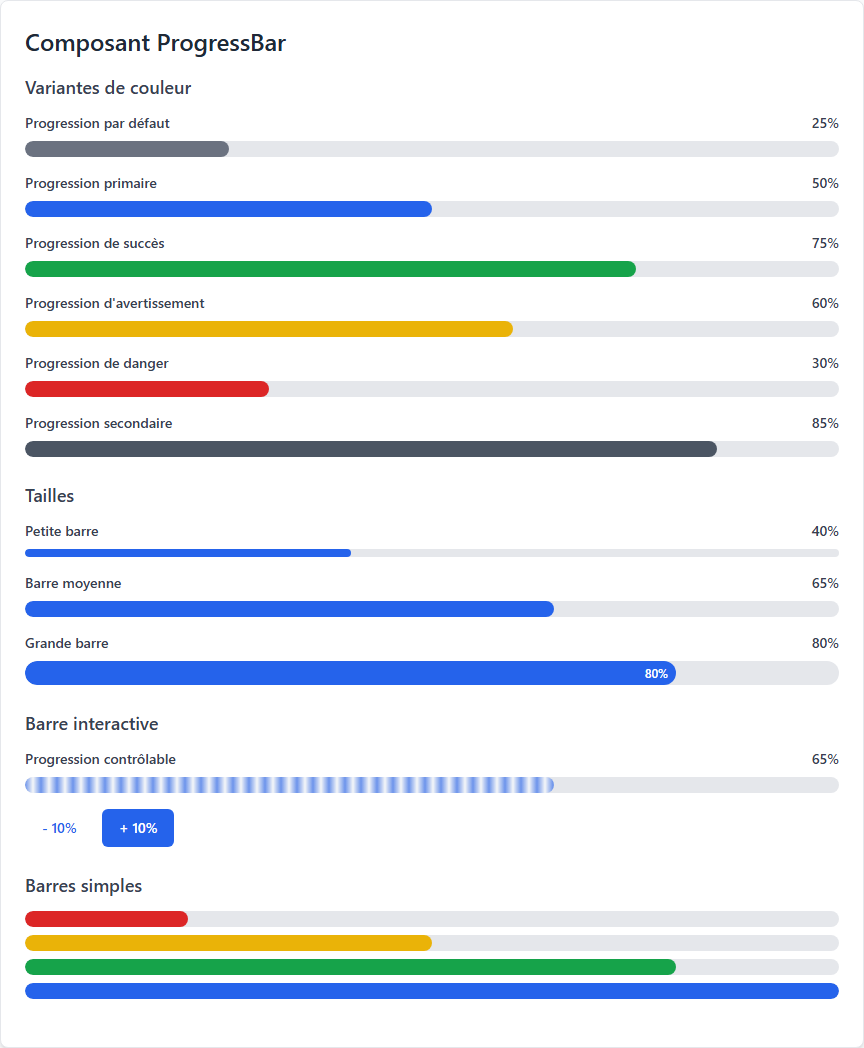 Composant ProgressBar
Variantes de couleur
Progression par défaut 25%
Progression primaire 50%
Progression de succès 75%
Progression d'avertissement 60%
Progression de danger 30%
Progression secondaire 85%
Tailles
Petite barre 40%
Barre moyenne 65%
Grande barre 80%
80%
Barre interactive
Progression contrôlable 65%
- 10% + 10%
Barres simples